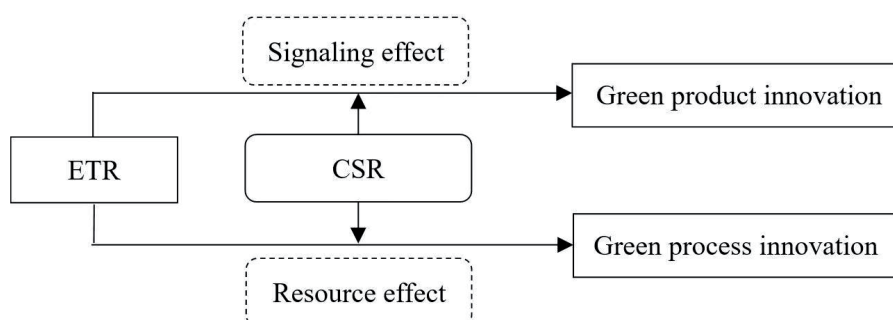 Signaling effect
Green product innovation
ETR
CSR
Green process innovation
Resource effect